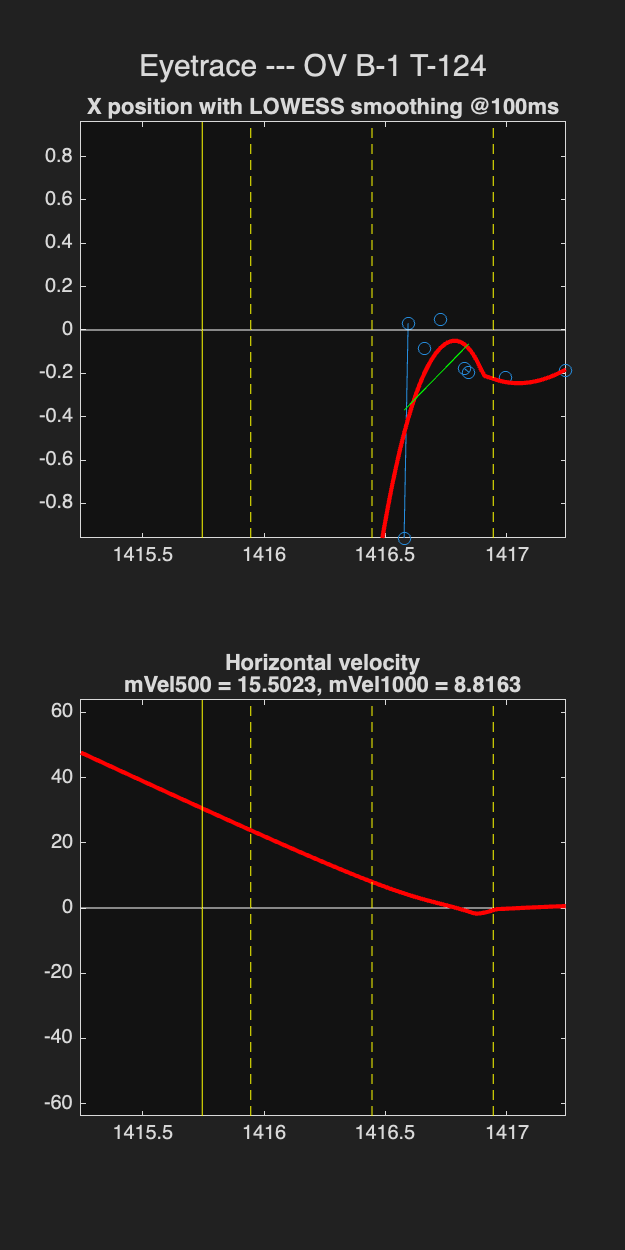 Eyetrace --- OV B-1 T-124
X position with LOWESS smoothing @100ms
0.8
0.6
0.4
0.2
0
-0.2
-0.4
-0.6
-0.8
1415.5 1416 1416.5 1417
Horizontal velocity
mVel500 = 15.5023, mVel1000 = 8.8163
60
40
20
0
-20
-40
-60
1415.5 1416 1416.5 1417